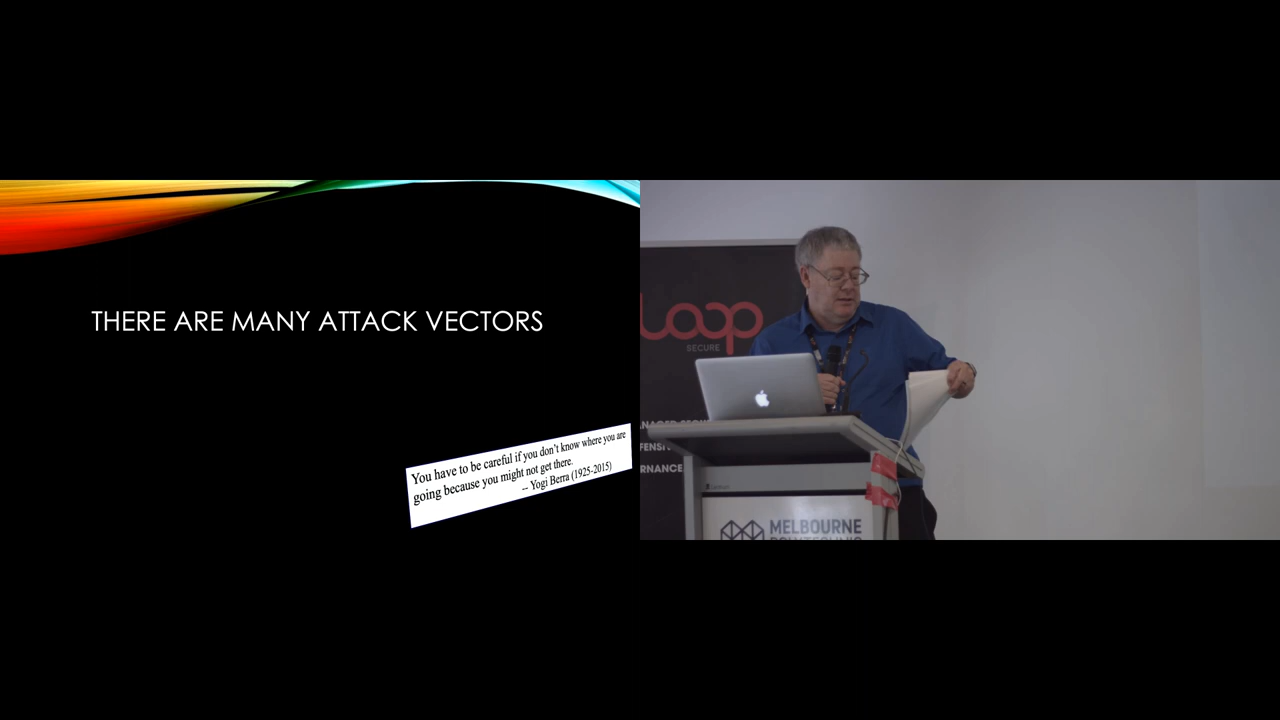 THERE ARE MANY ATTACK VECTORS
You have to be careful if you don't know where you are
going because you might not get there.
-- Yogi Berra (1925-2015)
loop
SECURE
MELBOURNE